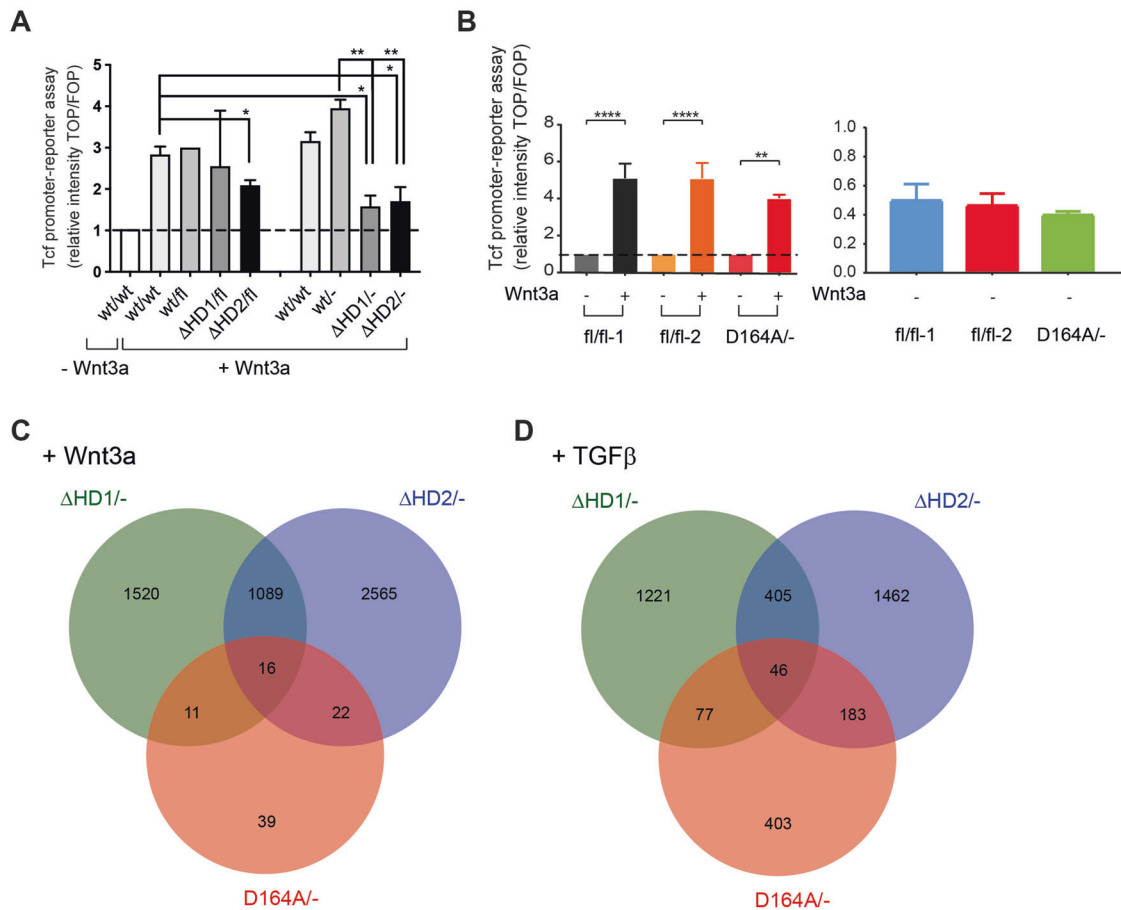 A
Tcf promoter-reporter assay
(relative intensity TOP/FOP)
5
4
3
2
1
0
** **
*
*
*
wt/wt wt/wt wt/fl ΔHD1/fl ΔHD2/fl wt/wt wt/- ΔHD1/- ΔHD2/-
- Wnt3a + Wnt3a
B
Tcf promoter-reporter assay
(relative intensity TOP/FOP)
8
6
4
2
0
**** **** **
Wnt3a - + - + - +
fl/fl-1 fl/fl-2 D164A/-
1.0
0.8
0.6
0.4
0.2
0.0
Wnt3a - - -
fl/fl-1 fl/fl-2 D164A/-
C
+ Wnt3a
ΔHD1/-
ΔHD2/-
1520 1089 2565
16
11 22
39
D164A/-
D
+ TGFβ
ΔHD1/-
ΔHD2/-
1221 405 1462
46
77 183
403
D164A/-